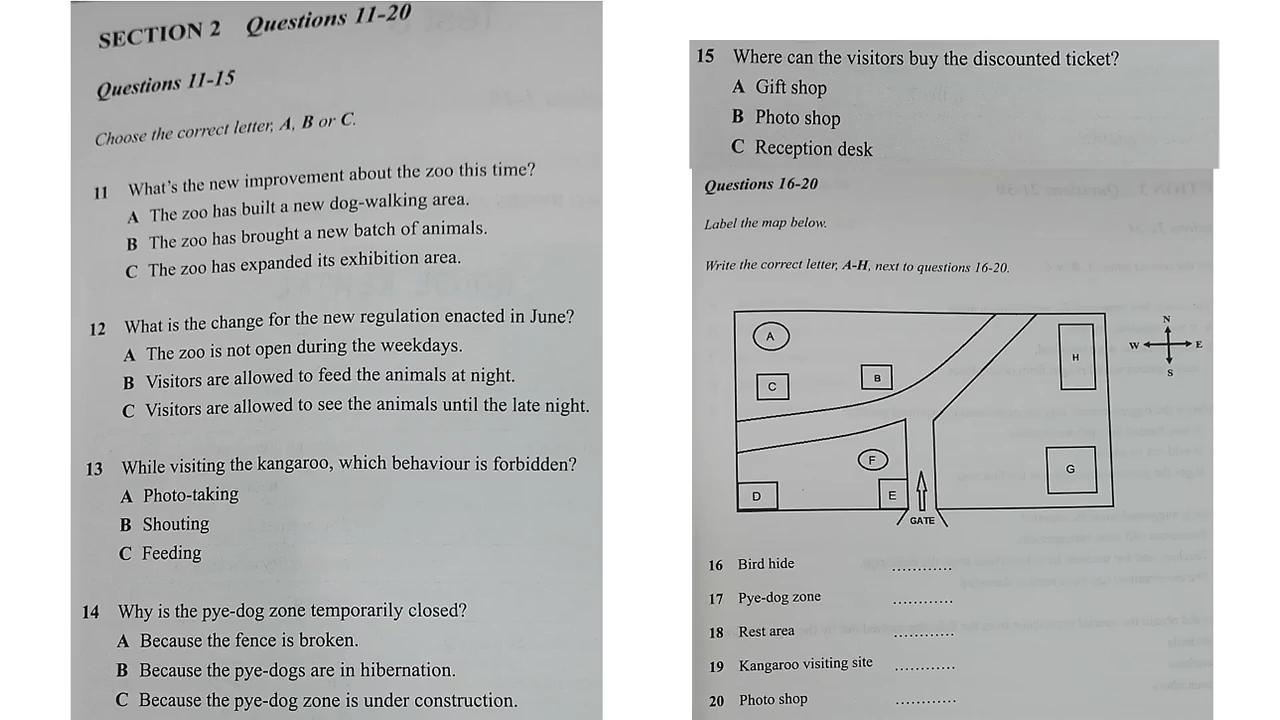 SECTION 2 Questions 11-20
Questions 11-15
Choose the correct letter, A, B or C.
11 What's the new improvement about the zoo this time?
A The zoo has built a new dog-walking area.
B The zoo has brought a new batch of animals.
C The zoo has expanded its exhibition area.
12 What is the change for the new regulation enacted in June?
A The zoo is not open during the weekdays.
B Visitors are allowed to feed the animals at night.
C Visitors are allowed to see the animals until the late night.
13 While visiting the kangaroo, which behaviour is forbidden?
A Photo-taking
B Shouting
C Feeding
14 Why is the pye-dog zone temporarily closed?
A Because the fence is broken.
B Because the pye-dogs are in hibernation.
C Because the pye-dog zone is under construction.
15 Where can the visitors buy the discounted ticket?
A Gift shop
B Photo shop
C Reception desk
Questions 16-20
Label the map below.
Write the correct letter, A-H, next to questions 16-20.
A
N
W E
H
S
B
C
F
G
D
E
GATE
16 Bird hide ............
17 Pye-dog zone ............
18 Rest area ............
19 Kangaroo visiting site ............
20 Photo shop ............